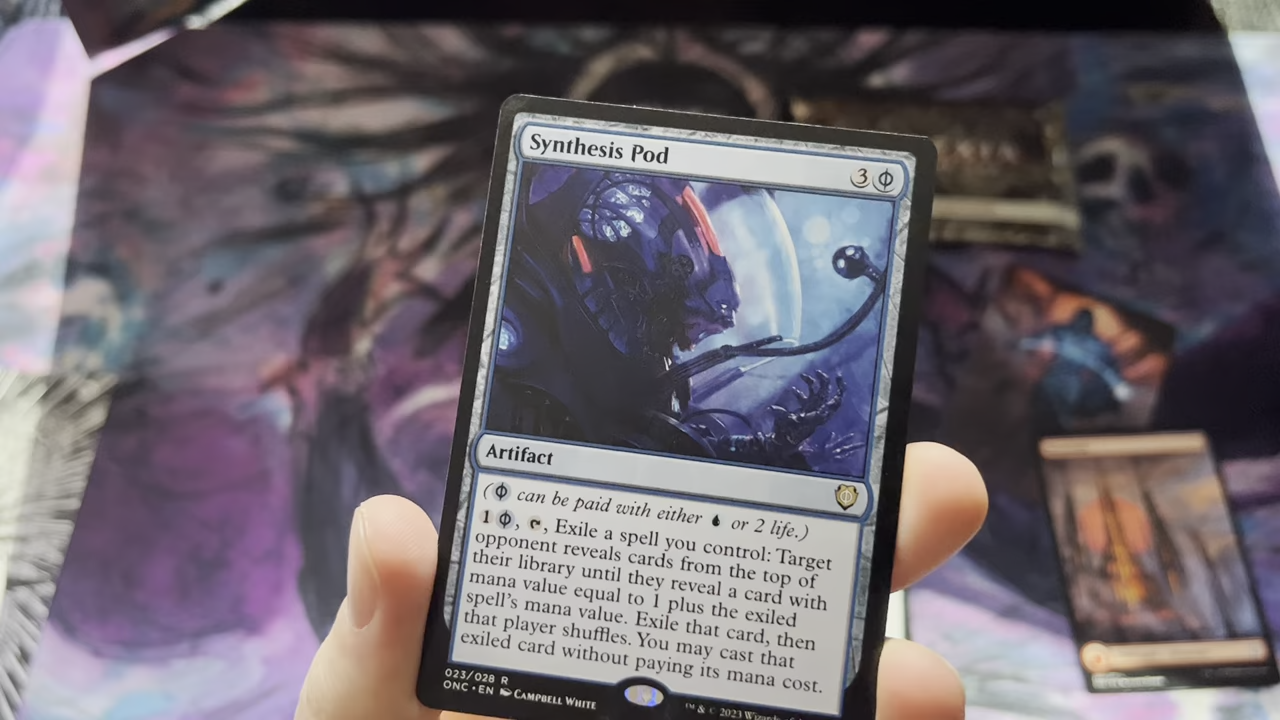 Synthesis Pod
3
Artifact
( can be paid with either or 2 life.)
1 , , Exile a spell you control: Target
opponent reveals cards from the top of
their library until they reveal a card with
mana value equal to 1 plus the exiled
spell's mana value. Exile that card, then
that player shuffles. You may cast that
exiled card without paying its mana cost.
023/028 R
ONC • EN CAMPBELL WHITE
™ & © 2023 Wizards of